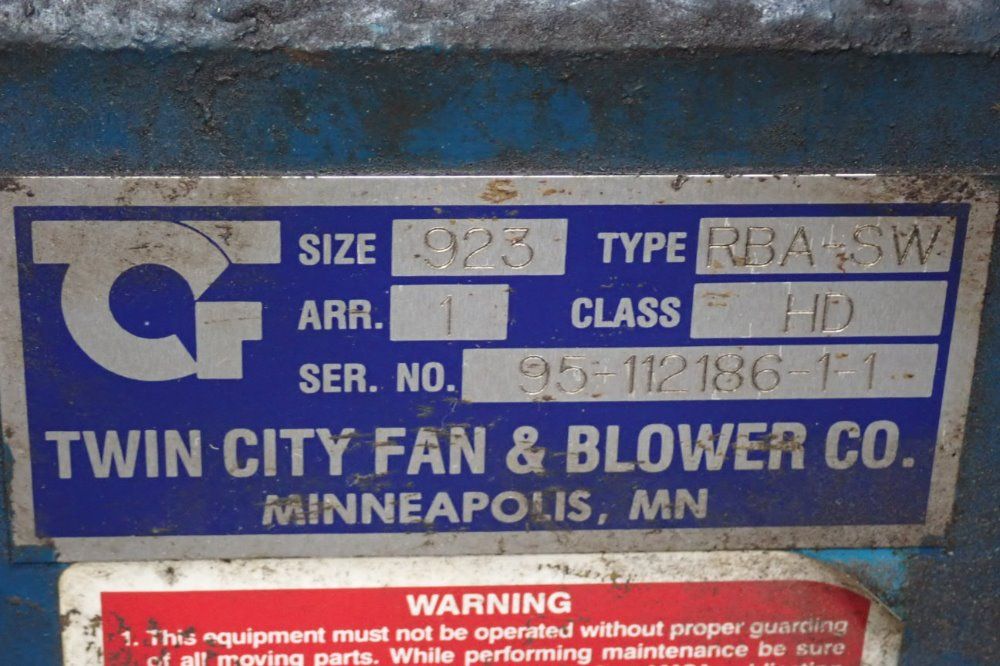 SIZE 923 TYPE RBA-SW
ARR. 1 CLASS HD
SER. NO. 95-112186-1-1
TWIN CITY FAN & BLOWER CO.
MINNEAPOLIS, MN
WARNING
1. This equipment must not be operated without proper guarding
of all moving parts. While performing maintenance be sure